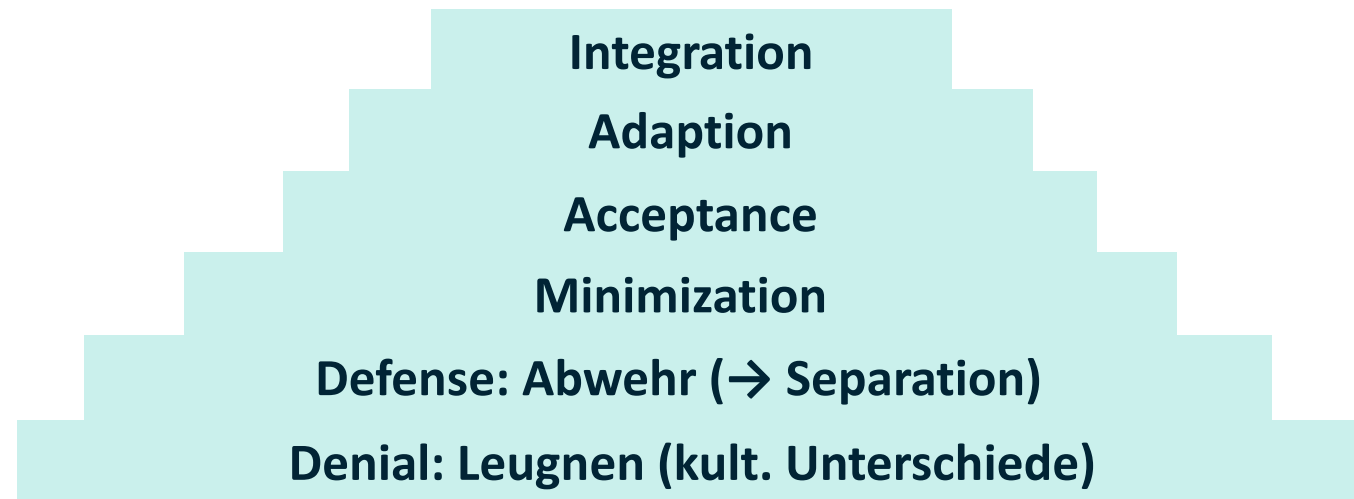 Integration
Adaption
Acceptance
Minimization
Defense: Abwehr (→ Separation)
Denial: Leugnen (kult. Unterschiede)